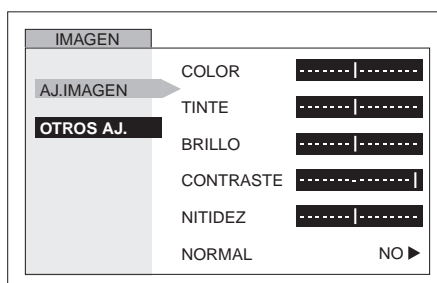 IMAGEN
AJ.IMAGEN
OTROS AJ.
COLOR
TINTE
BRILLO
CONTRASTE
NITIDEZ
NORMAL NO ▶